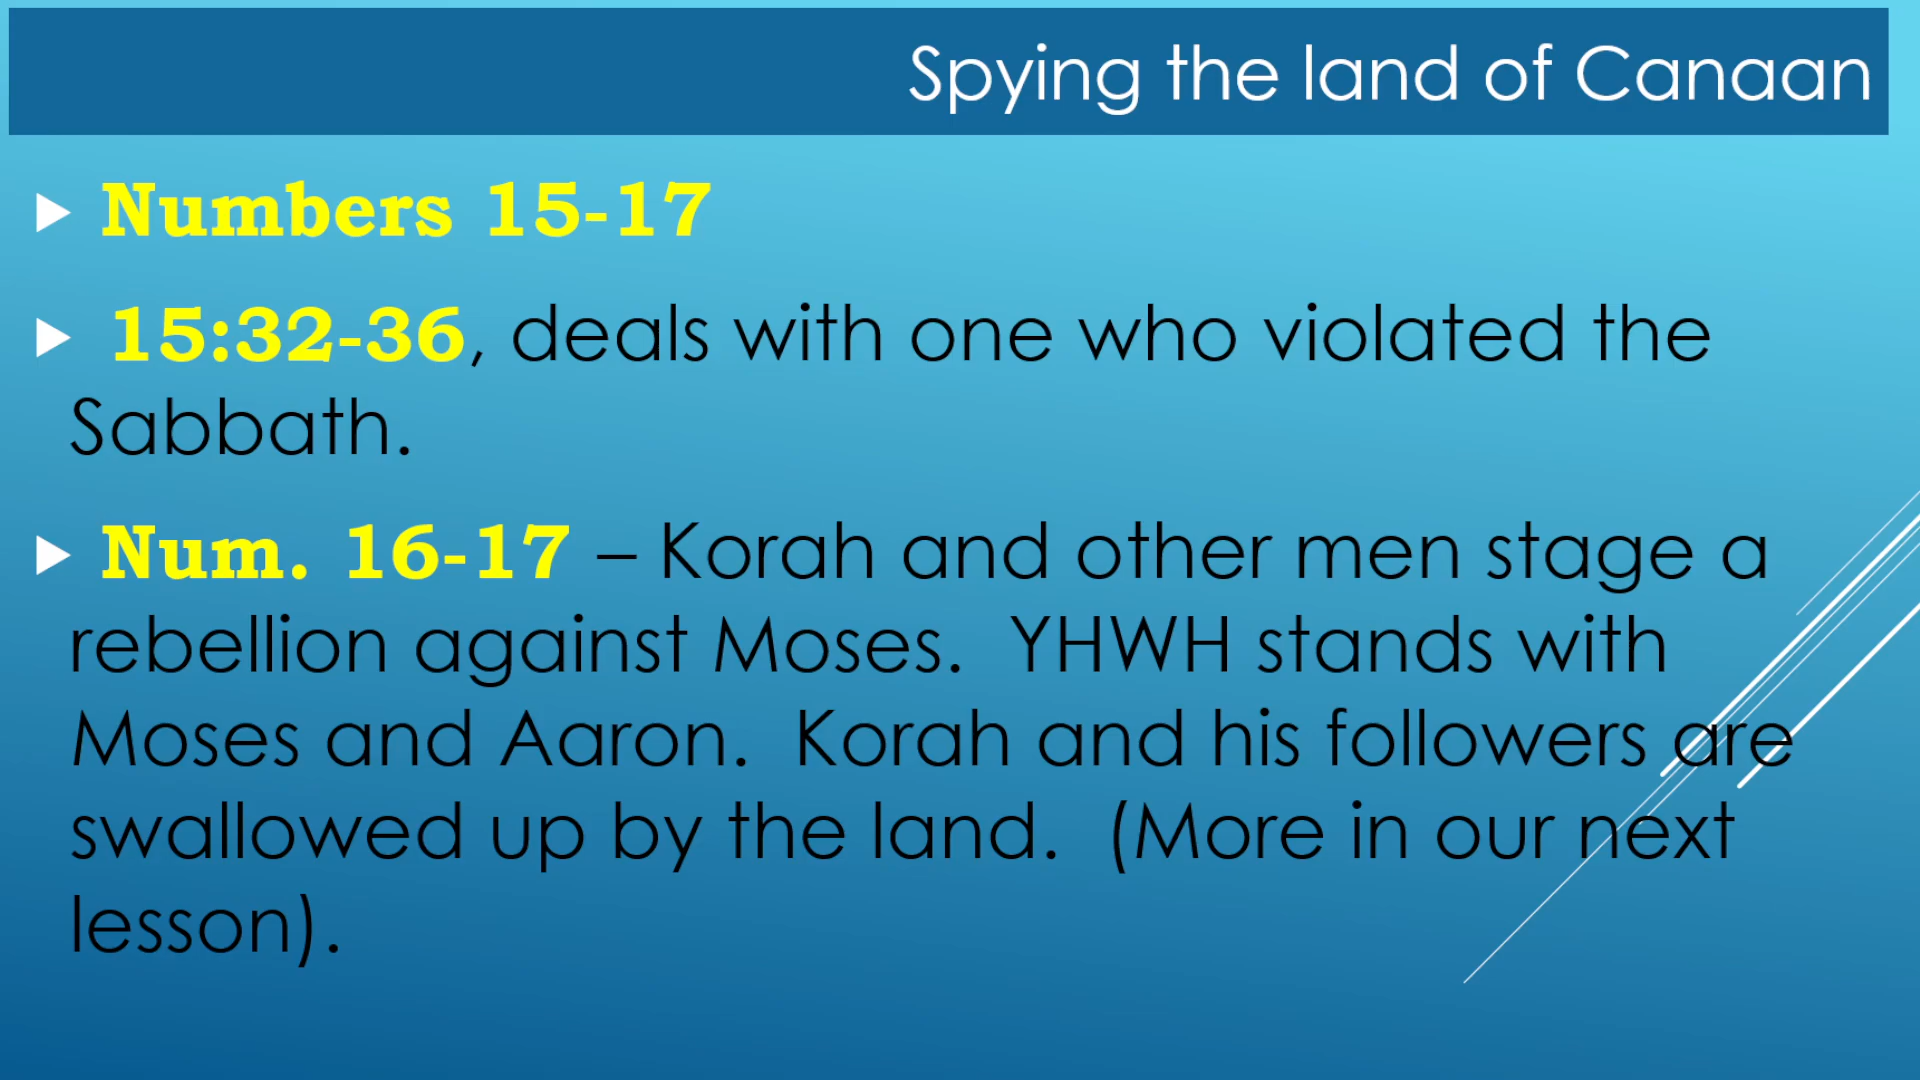 Spying the land of Canaan
Numbers 15-17
15:32-36, deals with one who violated the
Sabbath.
Num. 16-17 – Korah and other men stage a
rebellion against Moses.  YHWH stands with
Moses and Aaron.  Korah and his followers are
swallowed up by the land.  (More in our next
lesson).